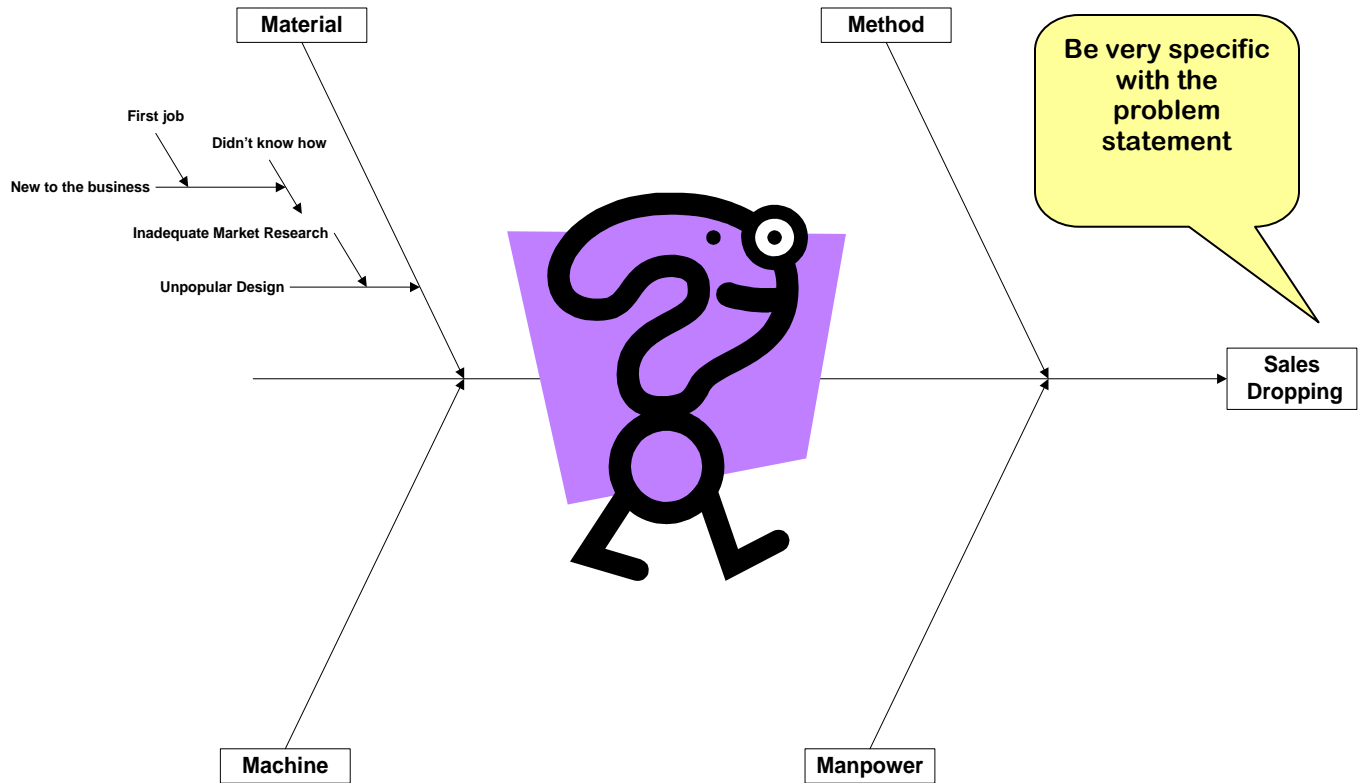 Material
Method
Be very specific
with the
problem
statement
First job
Didn't know how
New to the business
Inadequate Market Research
Unpopular Design
Sales
Dropping
Machine
Manpower